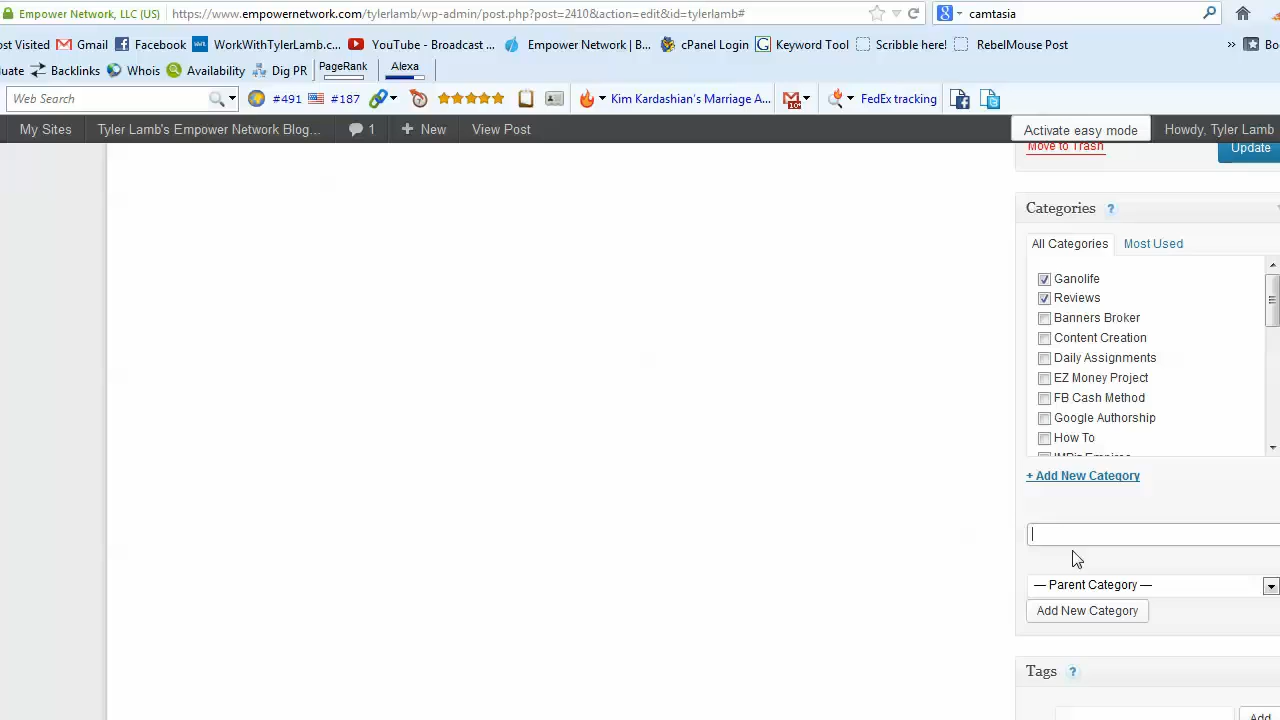 Empower Network, LLC (US) https://www.empowernetwork.com/tylerlamb/wp-admin/post.php?post=2410&action=edit&id=tylerlamb# camtasia
ost Visited Gmail Facebook WorkWithTylerLamb.c... YouTube - Broadcast ... Empower Network | B... cPanel Login Keyword Tool Scribble here! RebelMouse Post » Bo
uate Backlinks Whois Availability Dig PR PageRank Alexa
Web Search #491 #187 Kim Kardashian's Marriage A... FedEx tracking
My Sites Tyler Lamb's Empower Network Blog... 1 + New View Post Activate easy mode Howdy, Tyler Lamb
Move to Trash Update
Categories ?
All Categories Most Used
Ganolife
Reviews
Banners Broker
Content Creation
Daily Assignments
EZ Money Project
FB Cash Method
Google Authorship
How To
+ Add New Category
— Parent Category —
Add New Category
Tags ?
Add